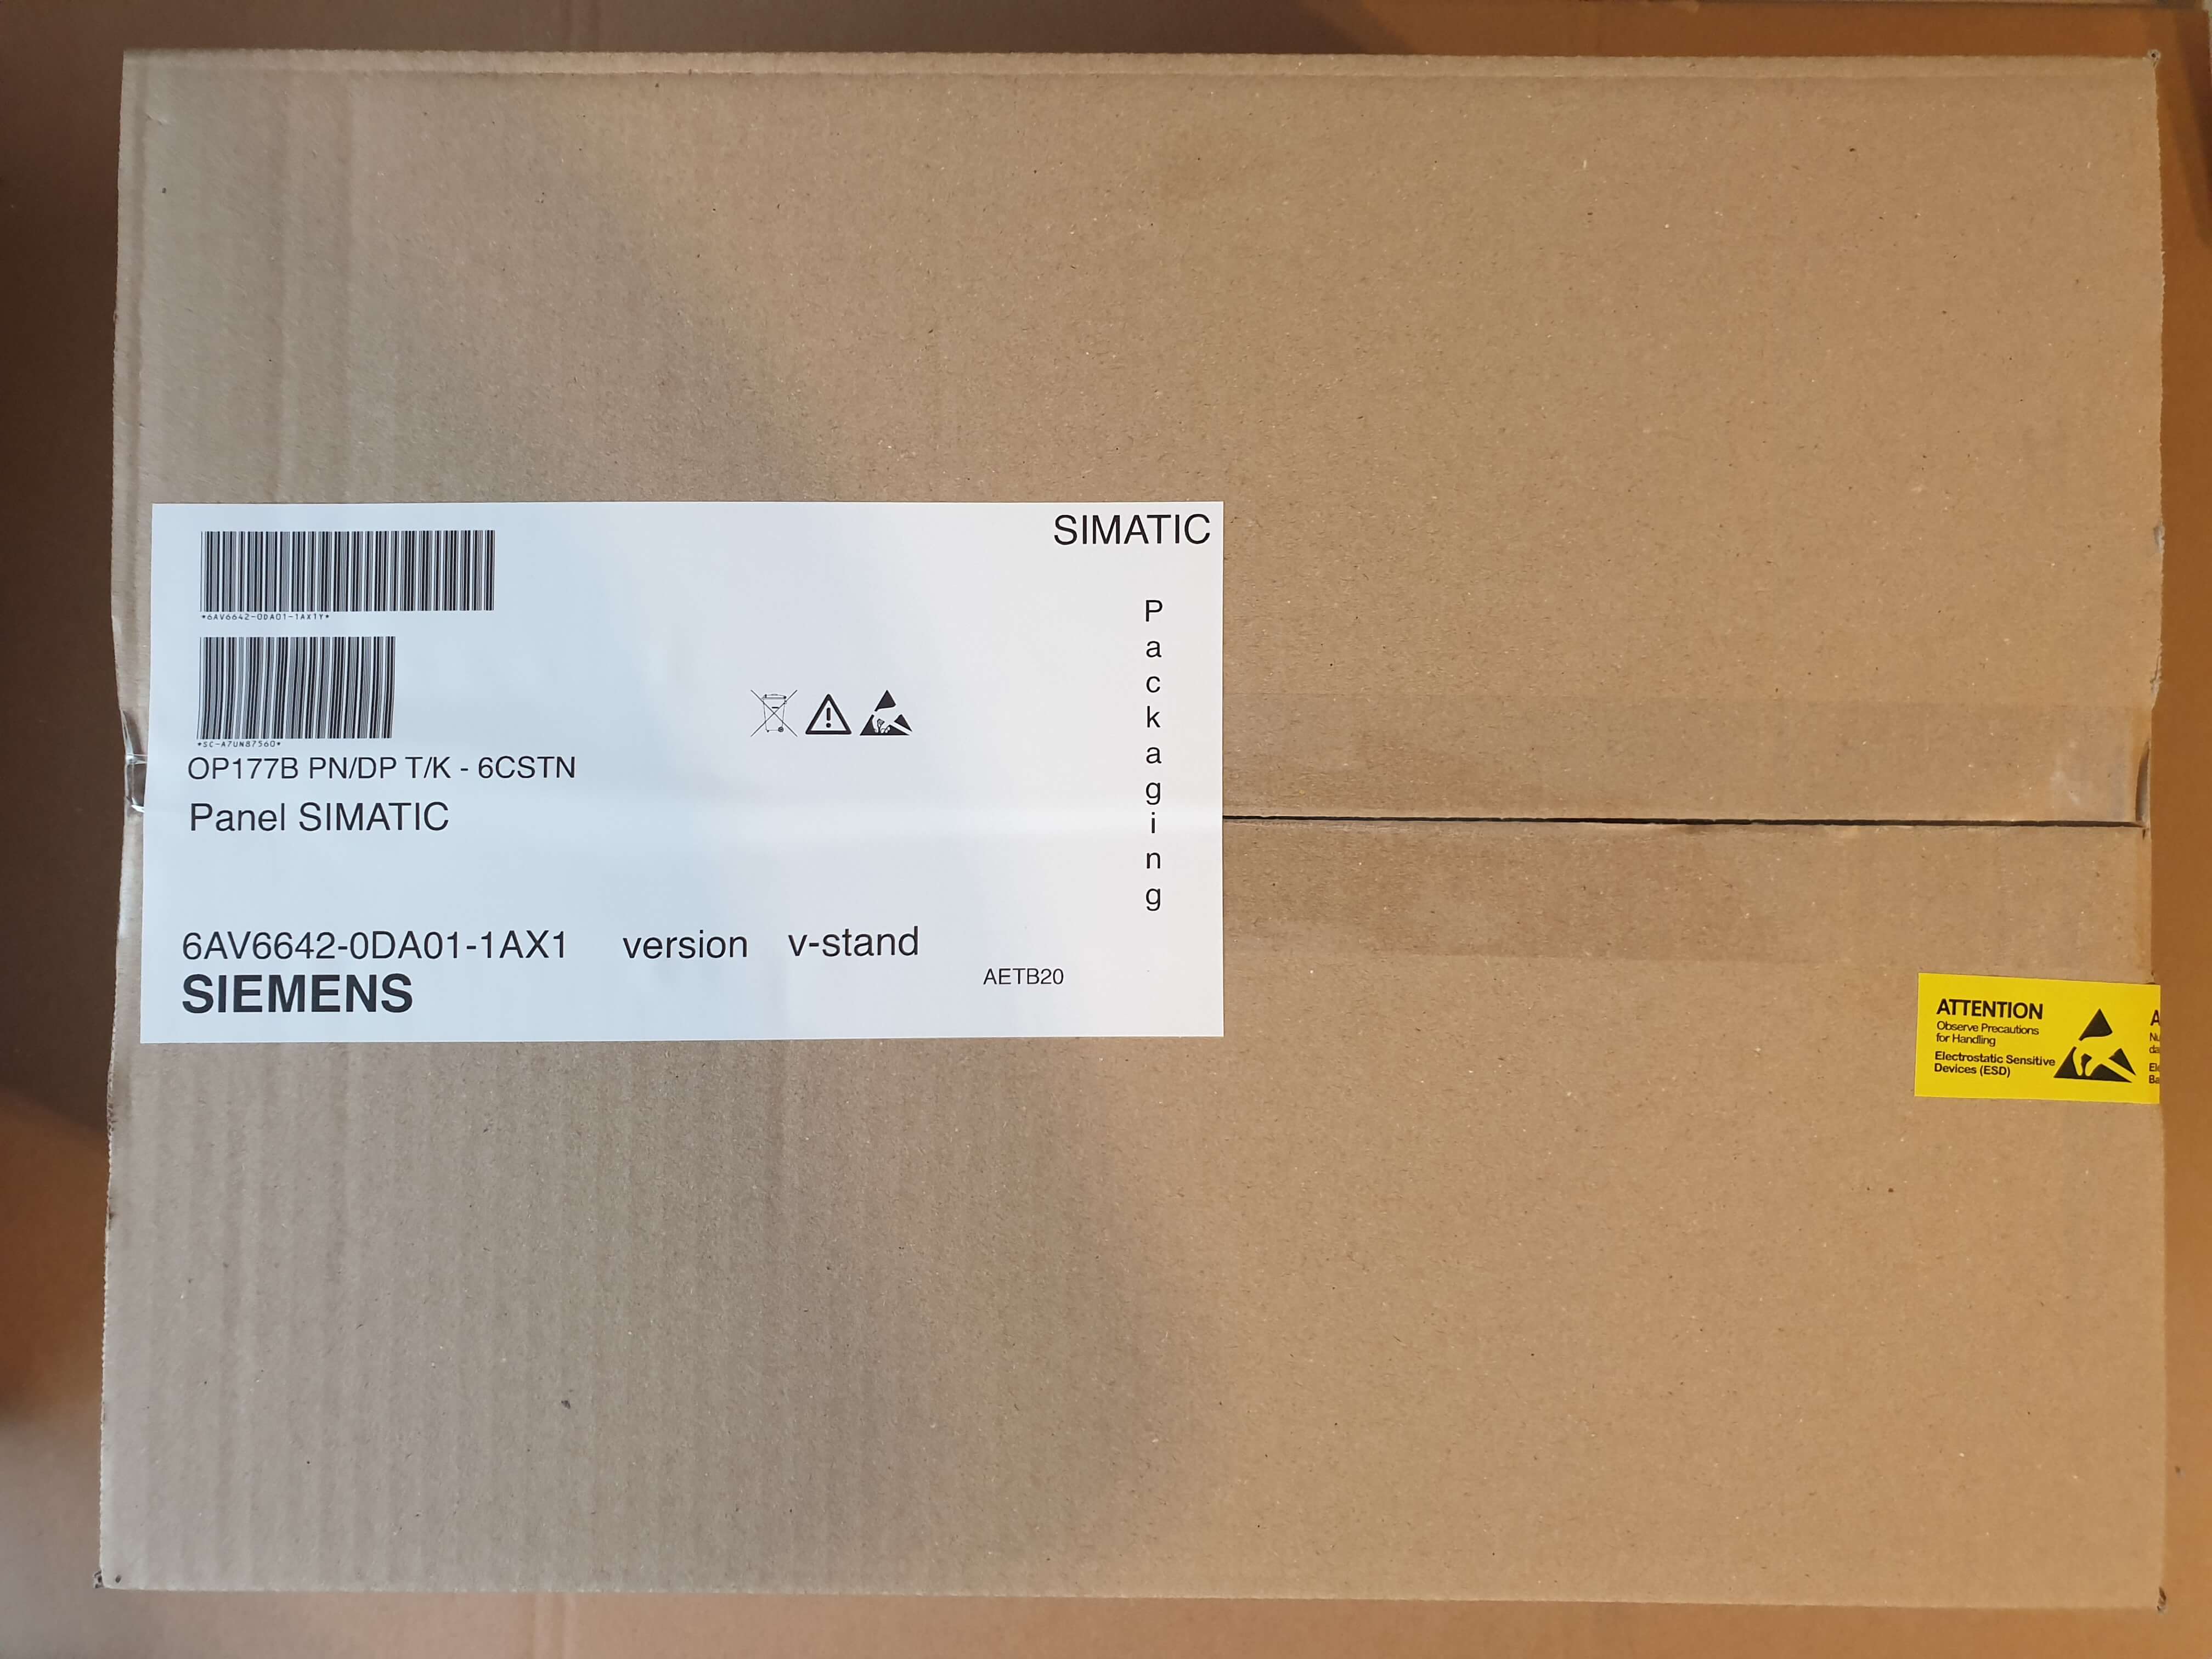 SIMATIC
*6AV6642-0DA01-1AX1Y*
*SC-A7UN87560*
OP177B PN/DP T/K - 6CSTN
Panel SIMATIC
Packaging
6AV6642-0DA01-1AX1 version v-stand
AETB20
SIEMENS
ATTENTION
Observe Precautions
for Handling
Electrostatic Sensitive
Devices (ESD)